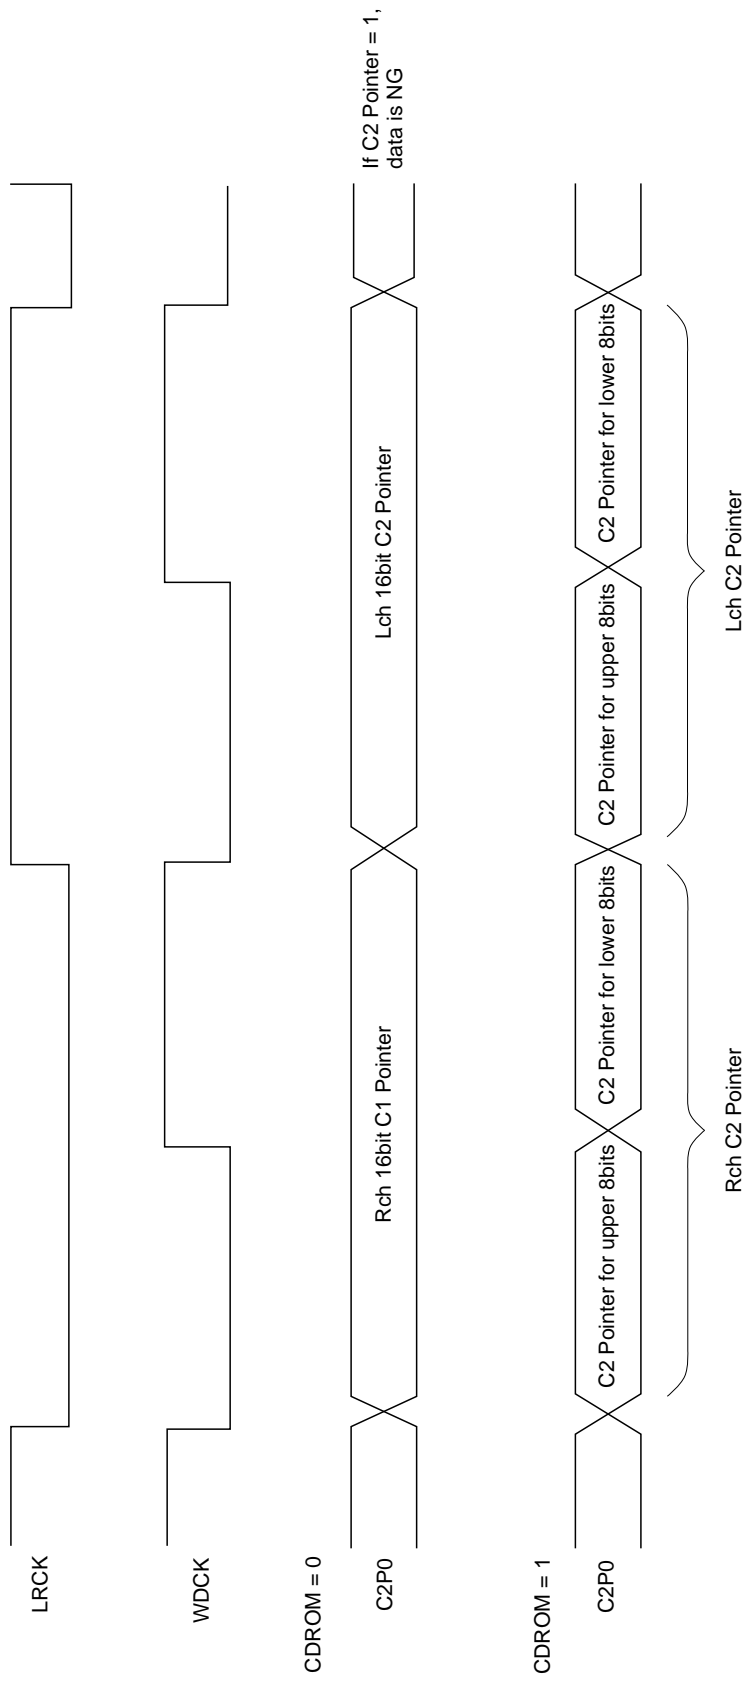 LRCK
WDCK
CDROM = 0
C2P0
Rch 16bit C1 Pointer
Lch 16bit C2 Pointer
If C2 Pointer = 1,
data is NG
CDROM = 1
C2P0
C2 Pointer for upper 8bits
C2 Pointer for lower 8bits
C2 Pointer for upper 8bits
C2 Pointer for lower 8bits
Rch C2 Pointer
Lch C2 Pointer